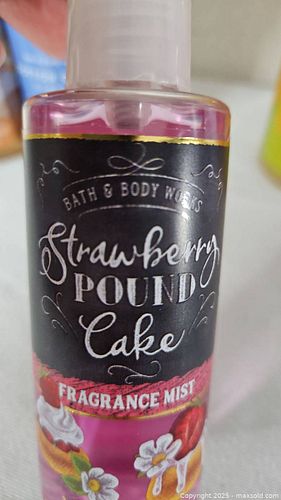 BATH & BODY WORKS
Strawberry
POUND
Cake
FRAGRANCE MIST
Copyright 2025 - maxsold.com